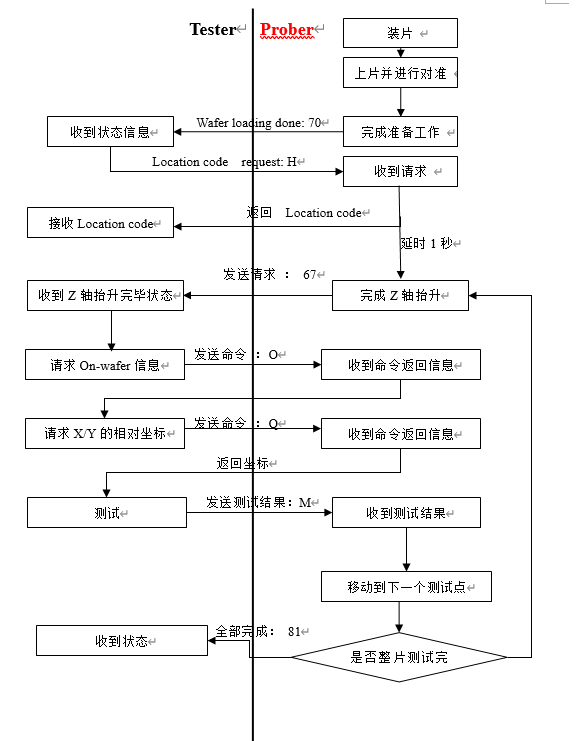 Tester
Prober
装片
上片并进行对准
Wafer loading done: 70
收到状态信息
完成准备工作
Location code request: H
收到请求
返回 Location code
接收 Location code
延时 1 秒
发送请求 : 67
收到 Z 轴抬升完毕状态
完成 Z 轴抬升
发送命令 : O
请求 On-wafer 信息
收到命令返回信息
发送命令 : Q
请求 X/Y 的相对坐标
收到命令返回信息
返回坐标
发送测试结果: M
测试
收到测试结果
移动到下一个测试点
全部完成: 81
收到状态
是否整片测试完